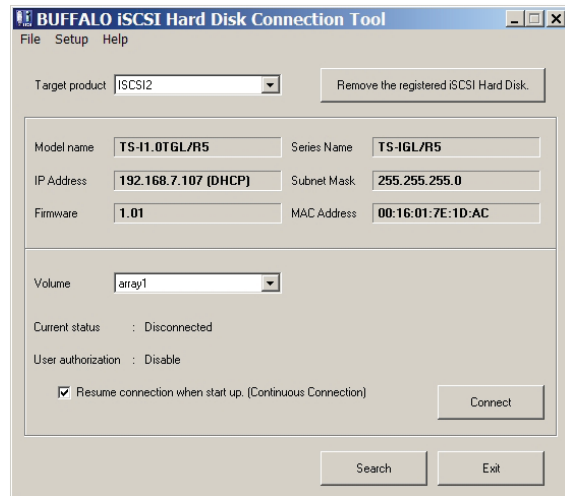 BUFFALO iSCSI Hard Disk Connection Tool
File Setup Help
Target product ISCSI2 Remove the registered iSCSI Hard Disk.
Model name TS-I1.0TGL/R5 Series Name TS-IGL/R5
IP Address 192.168.7.107 (DHCP) Subnet Mask 255.255.255.0
Firmware 1.01 MAC Address 00:16:01:7E:1D:AC
Volume array1
Current status : Disconnected
User authorization : Disable
Resume connection when start up. (Continuous Connection)
Connect
Search Exit